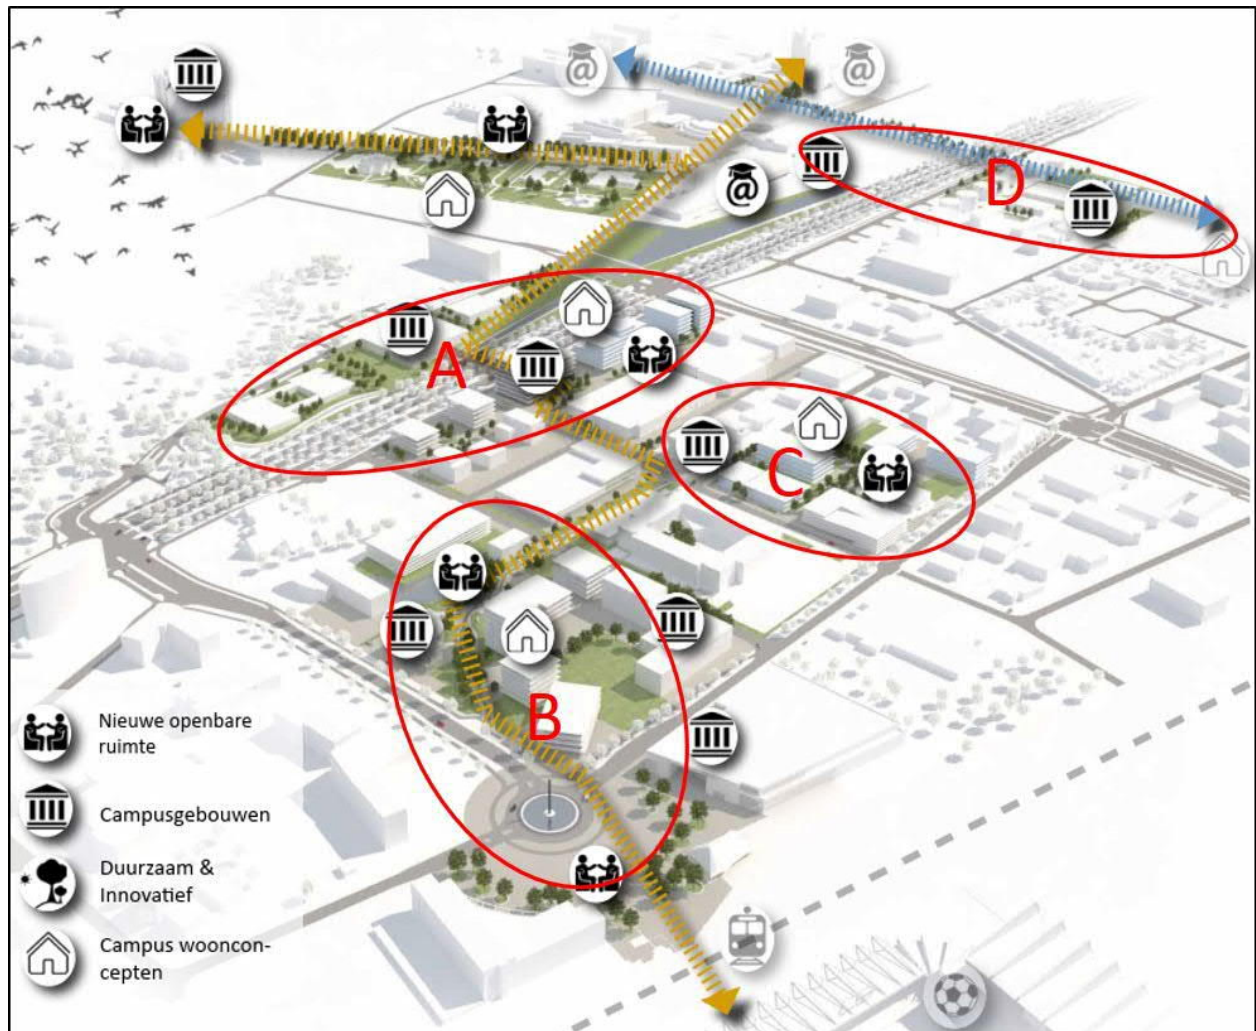 @
@
@
D
A
C
B
Nieuwe openbare
ruimte
Campusgebouwen
Duurzaam &
Innovatief
Campus wooncon-
cepten